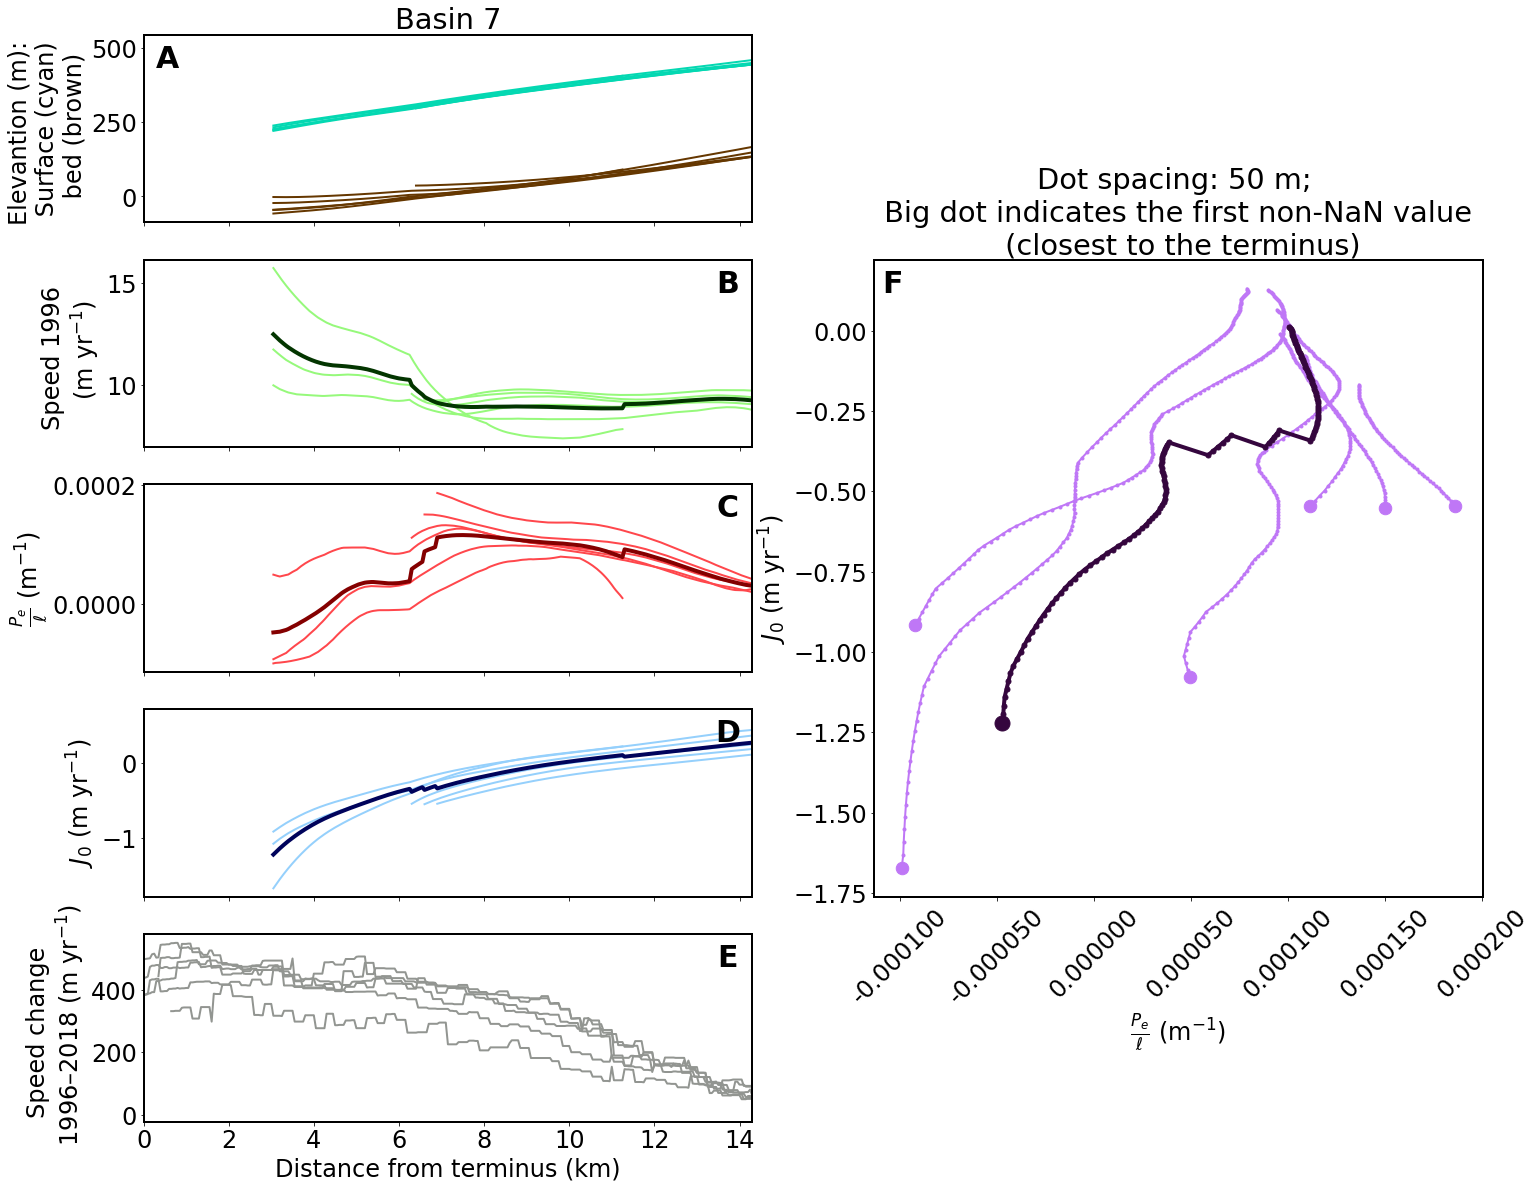 Basin 7
A
Elevantion (m):
Surface (cyan)
bed (brown)
500
250
0
B
Speed 1996
(m yr⁻¹)
15
10
C
Pₑ/ℓ (m⁻¹)
0.0002
0.0000
D
J₀ (m yr⁻¹)
0
−1
E
Speed change
1996–2018 (m yr⁻¹)
400
200
0
0 2 4 6 8 10 12 14
Distance from terminus (km)
Dot spacing: 50 m;
Big dot indicates the first non-NaN value
(closest to the terminus)
F
J₀ (m yr⁻¹)
0.00
−0.25
−0.50
−0.75
−1.00
−1.25
−1.50
−1.75
-0.000100 -0.000050 0.000000 0.000050 0.000100 0.000150 0.000200
Pₑ/ℓ (m⁻¹)